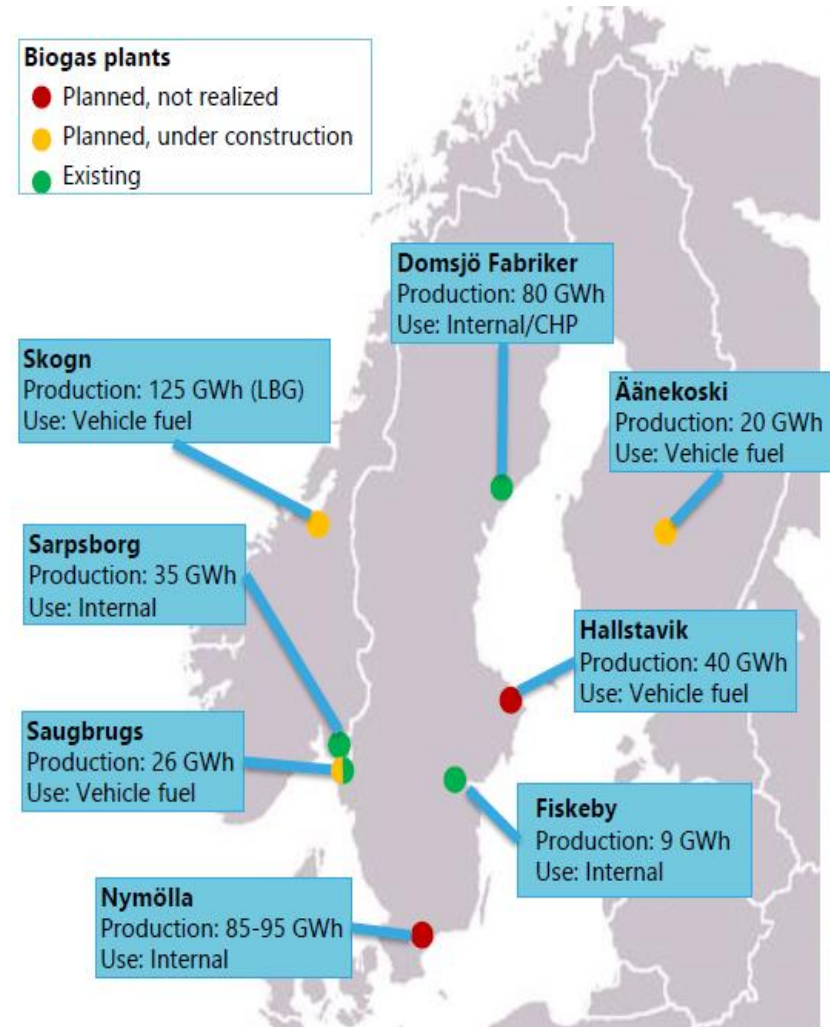 Biogas plants
Planned, not realized
Planned, under construction
Existing
Domsjö Fabriker
Production: 80 GWh
Use: Internal/CHP
Skogn
Production: 125 GWh (LBG)
Use: Vehicle fuel
Äänekoski
Production: 20 GWh
Use: Vehicle fuel
Sarpsborg
Production: 35 GWh
Use: Internal
Hallstavik
Production: 40 GWh
Use: Vehicle fuel
Saugbrugs
Production: 26 GWh
Use: Vehicle fuel
Fiskeby
Production: 9 GWh
Use: Internal
Nymölla
Production: 85-95 GWh
Use: Internal